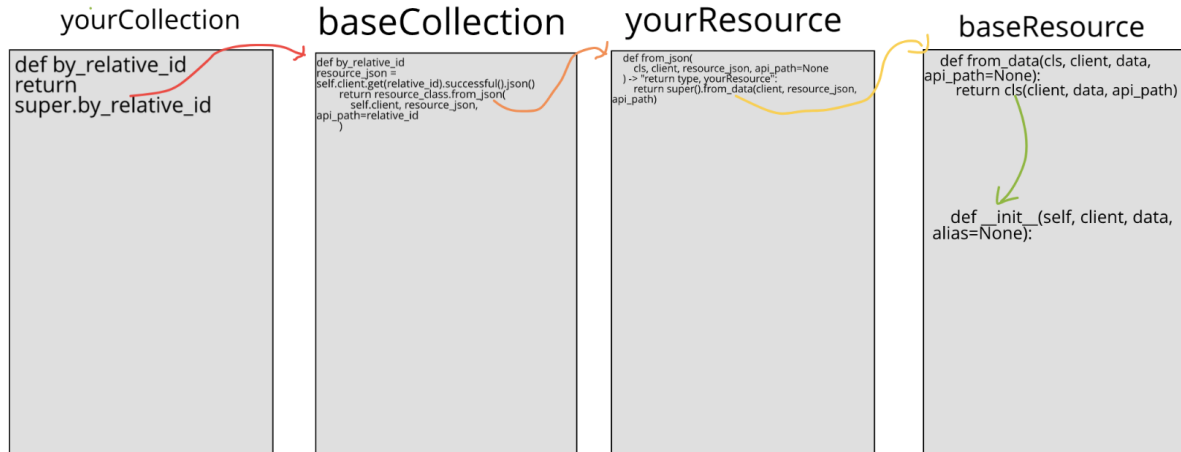 yourCollection
def by_relative_id
return
super.by_relative_id
baseCollection
def by_relative_id
resource_json =
self.client.get(relative_id).successful().json()
return resource_class.from_json(
self.client, resource_json,
api_path=relative_id
)
yourResource
def from_json(
cls, client, resource_json, api_path=None
) -> "return type, yourResource":
return super().from_data(client, resource_json,
api_path)
baseResource
def from_data(cls, client, data,
api_path=None):
return cls(client, data, api_path)
def __init__(self, client, data,
alias=None):